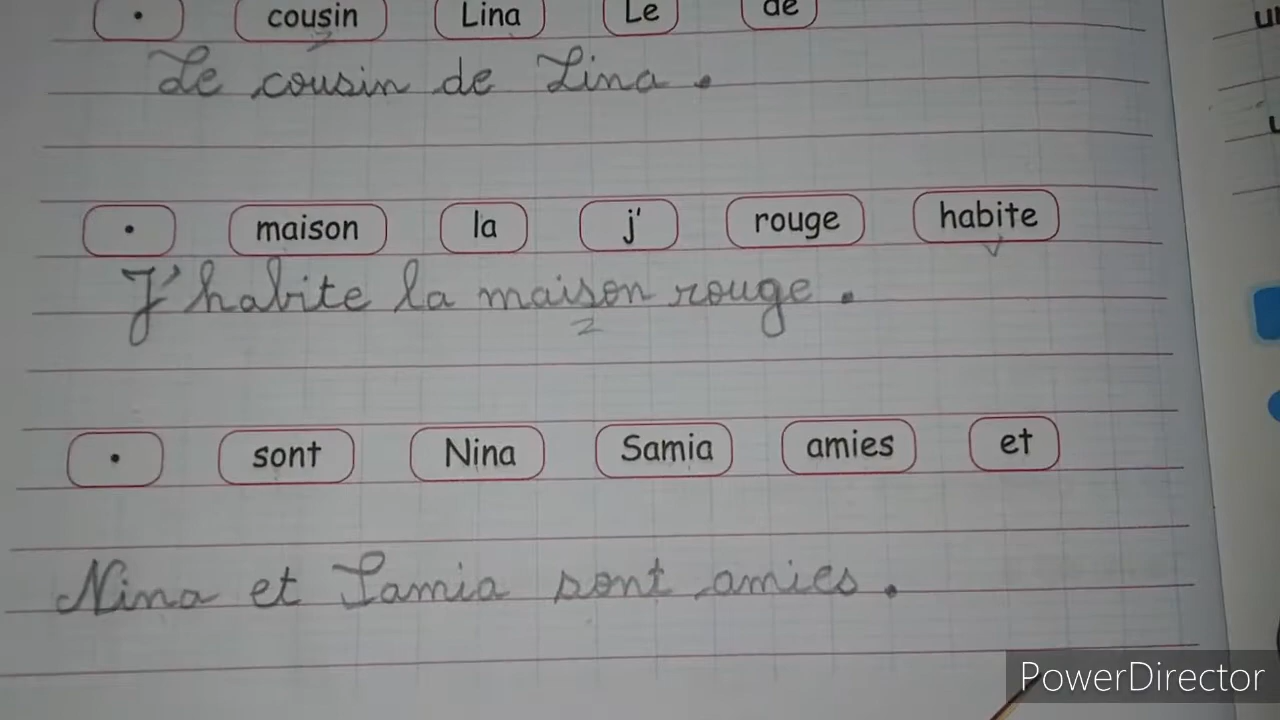 . cousin Lina Le de
Le cousin de Lina .
. maison la j' rouge habite
J'habite la maison rouge .
2
. sont Nina Samia amies et
Nina et Samia sont amies .
PowerDirector